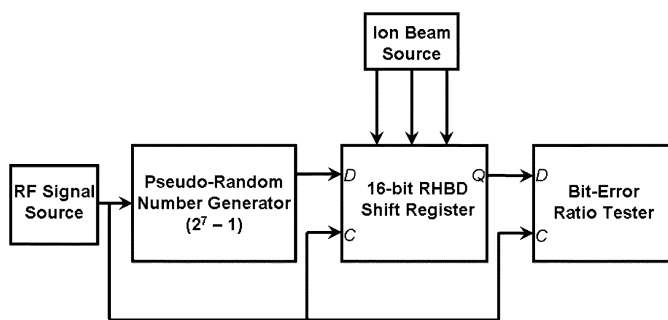 Ion Beam
Source
RF Signal
Source
Pseudo-Random
Number Generator
(2⁷ – 1)
D
Q
16-bit RHBD
Shift Register
C
D
Bit-Error
Ratio Tester
C